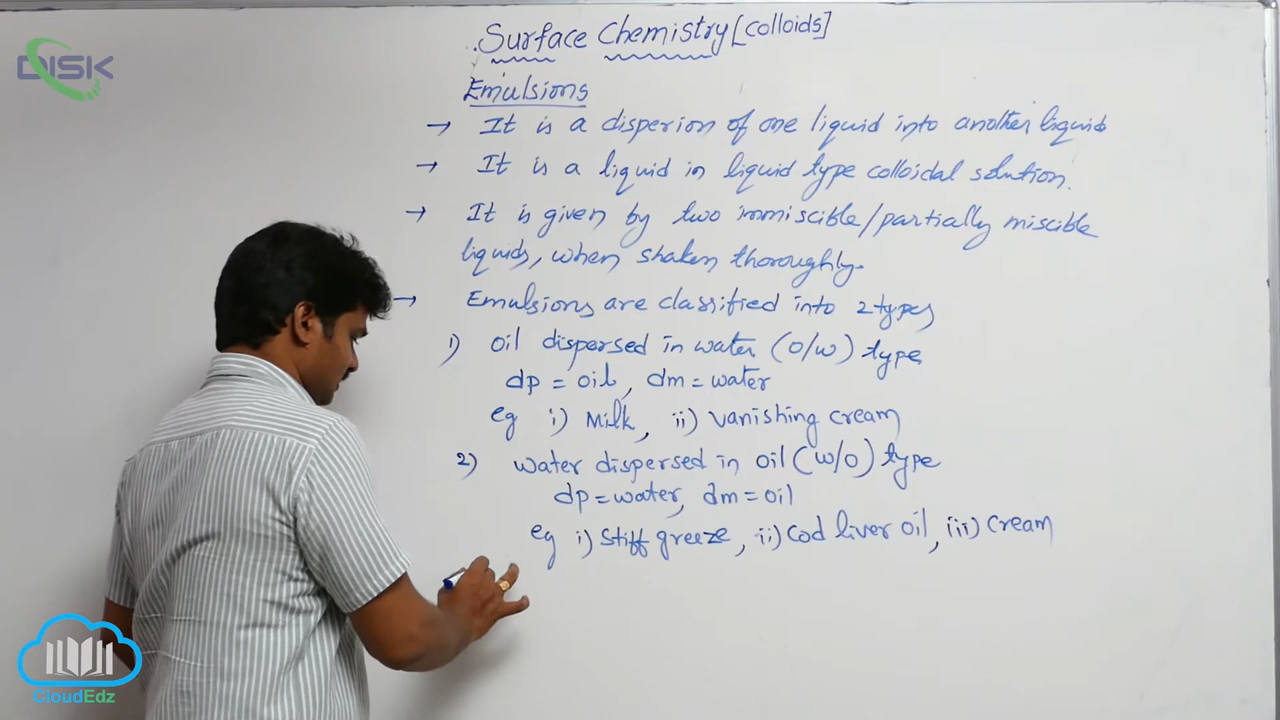 DISK
Surface Chemistry [colloids]
Emulsions
→ It is a disperion of one liquid into another liquid
→ It is a liquid in liquid type colloidal solution.
→ It is given by two immiscible/partially miscible
liquids, when shaken thoroughly.
→ Emulsions are classified into 2 types
1) oil dispersed in water (O/W) type
dp = oil, dm = water
eg i) Milk, ii) vanishing cream
2) water dispersed in oil (W/O) type
dp = water, dm = oil
eg i) stiff greeze, ii) Cod liver oil, iii) Cream
CloudEdz